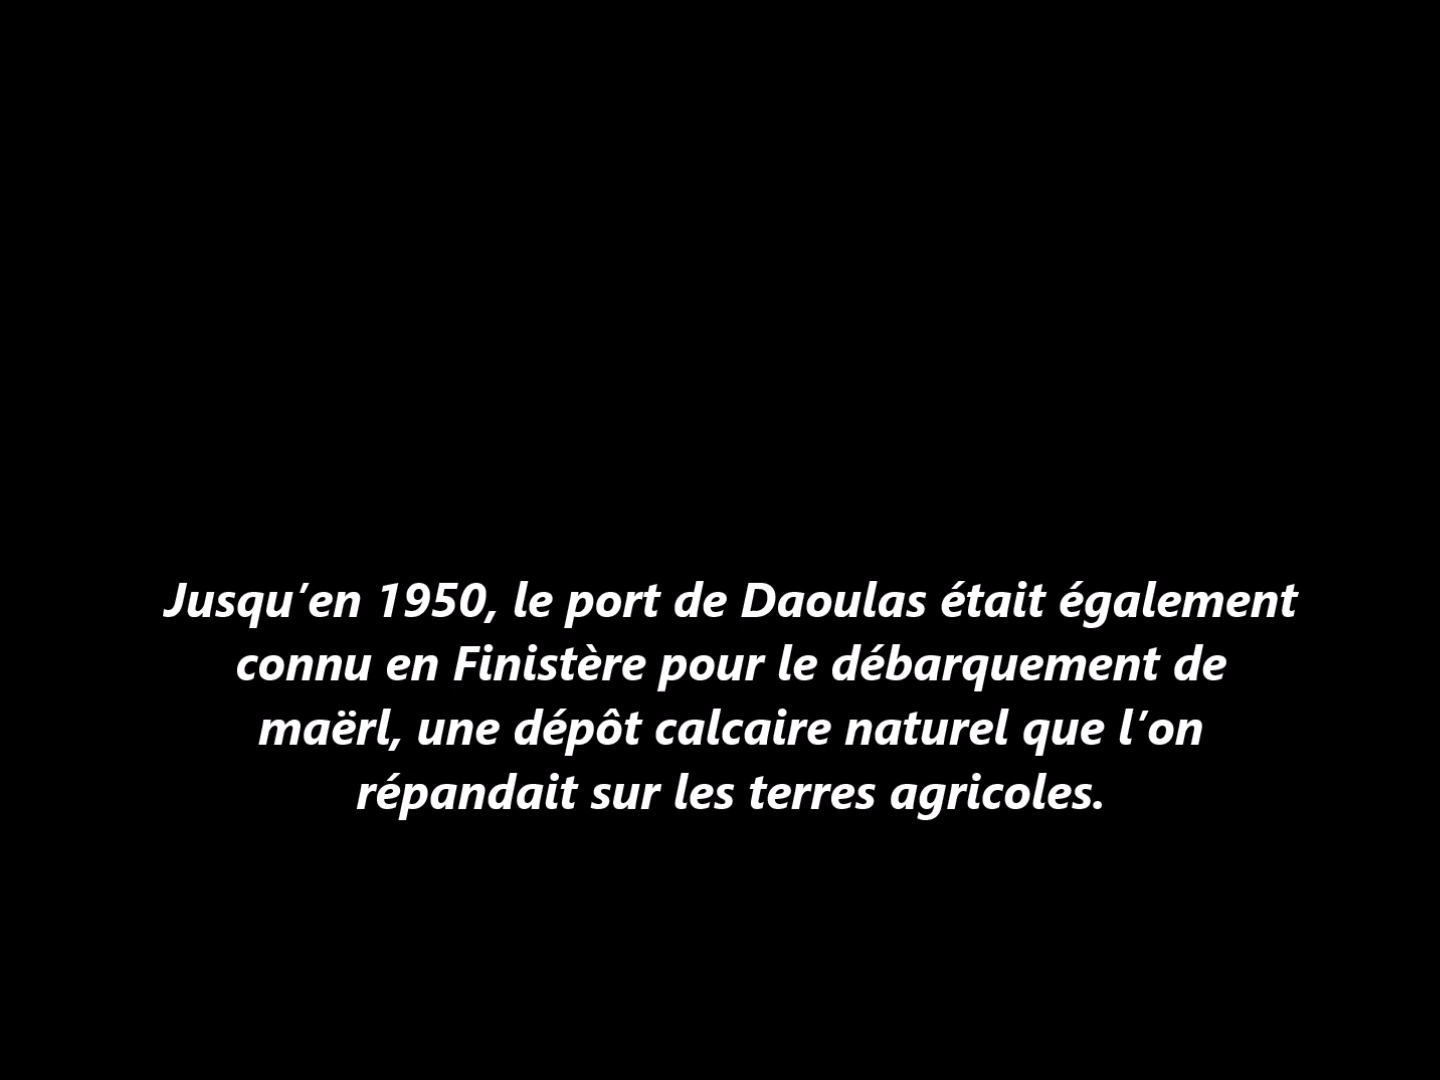 Jusqu’en 1950, le port de Daoulas était également
connu en Finistère pour le débarquement de
maërl, une dépôt calcaire naturel que l’on
répandait sur les terres agricoles.